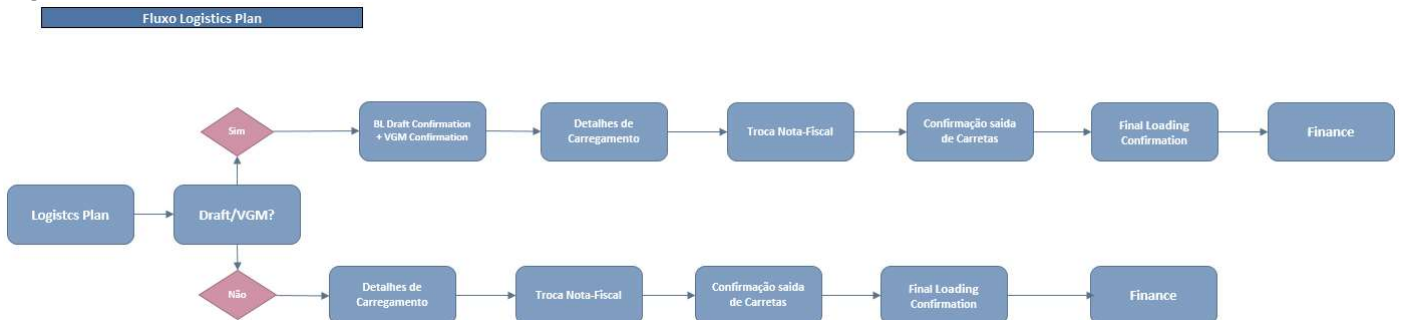 Fluxo Logistics Plan
Sim
BL Draft Confirmation
+ VGM Confirmation
Detalhes de
Carregamento
Troca Nota-Fiscal
Confirmação saida
de Carretas
Final Loading
Confirmation
Finance
Logistcs Plan
Draft/VGM?
Não
Detalhes de
Carregamento
Troca Nota-Fiscal
Confirmação saida
de Carretas
Final Loading
Confirmation
Finance